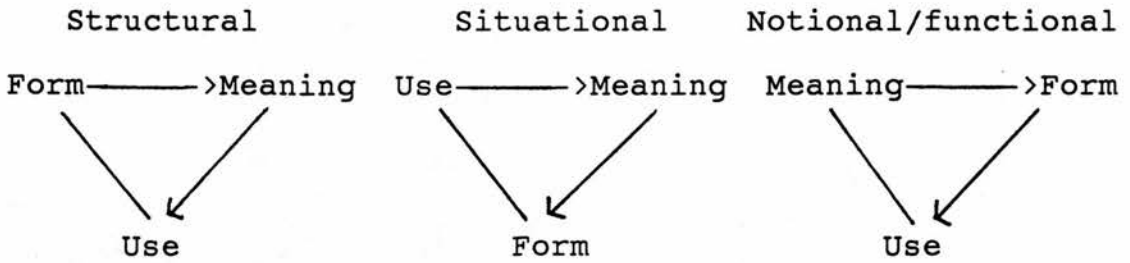 Structural Situational Notional/functional
Form >Meaning Use >Meaning Meaning >Form
Use Form Use